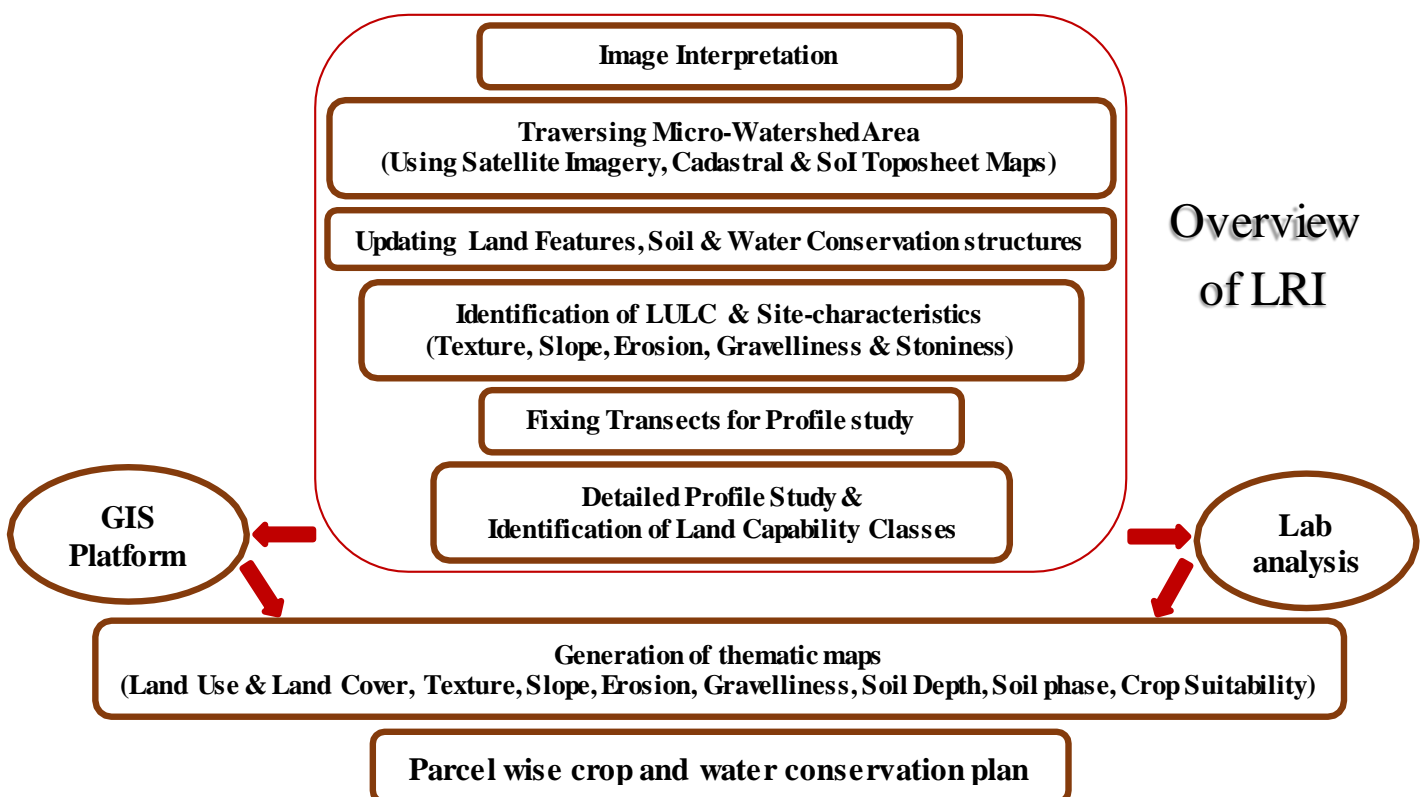 Image Interpretation
Traversing Micro-Watershed Area
(Using Satellite Imagery, Cadastral & SoI Toposheet Maps)
Updating Land Features, Soil & Water Conservation structures
Identification of LULC & Site-characteristics
(Texture, Slope, Erosion, Gravelliness & Stoniness)
Fixing Transects for Profile study
Detailed Profile Study &
Identification of Land Capability Classes
Overview
of LRI
GIS
Platform
Lab
analysis
Generation of thematic maps
(Land Use & Land Cover, Texture, Slope, Erosion, Gravelliness, Soil Depth, Soil phase, Crop Suitability)
Parcel wise crop and water conservation plan